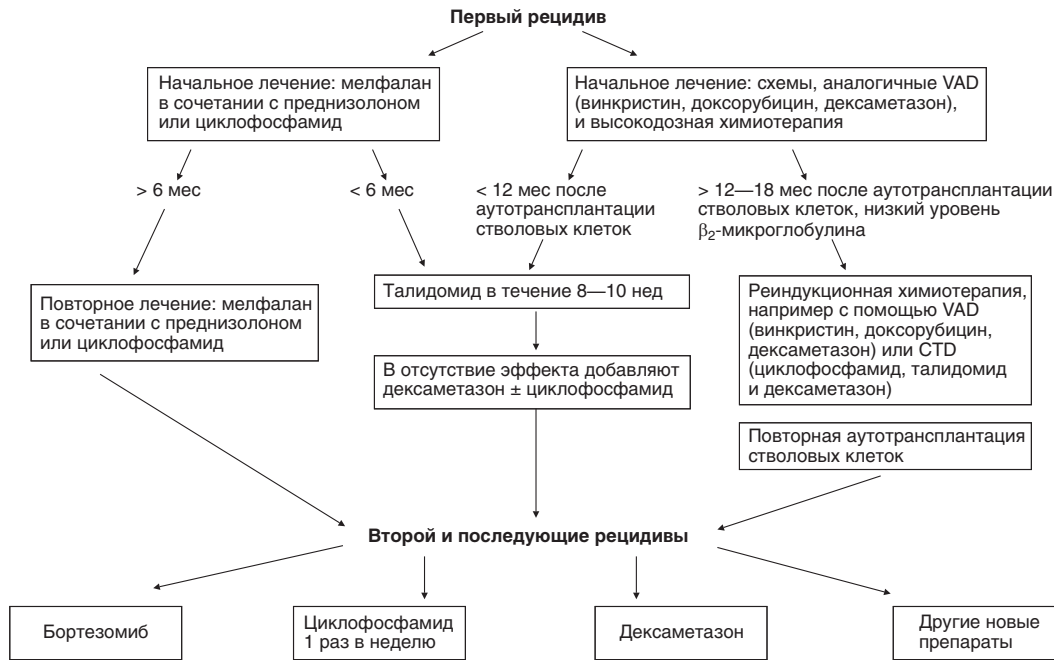 Первый рецидив
Начальное лечение: мелфалан
в сочетании с преднизолоном
или циклофосфамид
Начальное лечение: схемы, аналогичные VAD
(винкристин, доксорубицин, дексаметазон),
и высокодозная химиотерапия
> 6 мес
< 6 мес
< 12 мес после
аутотрансплантации
стволовых клеток
> 12—18 мес после аутотрансплантации
стволовых клеток, низкий уровень
β₂-микроглобулина
Повторное лечение: мелфалан
в сочетании с преднизолоном
или циклофосфамид
Талидомид в течение 8—10 нед
В отсутствие эффекта добавляют
дексаметазон ± циклофосфамид
Реиндукционная химиотерапия,
например с помощью VAD
(винкристин, доксорубицин,
дексаметазон) или CTD
(циклофосфамид, талидомид
и дексаметазон)
Повторная аутотрансплантация
стволовых клеток
Второй и последующие рецидивы
Бортезомиб
Циклофосфамид
1 раз в неделю
Дексаметазон
Другие новые
препараты